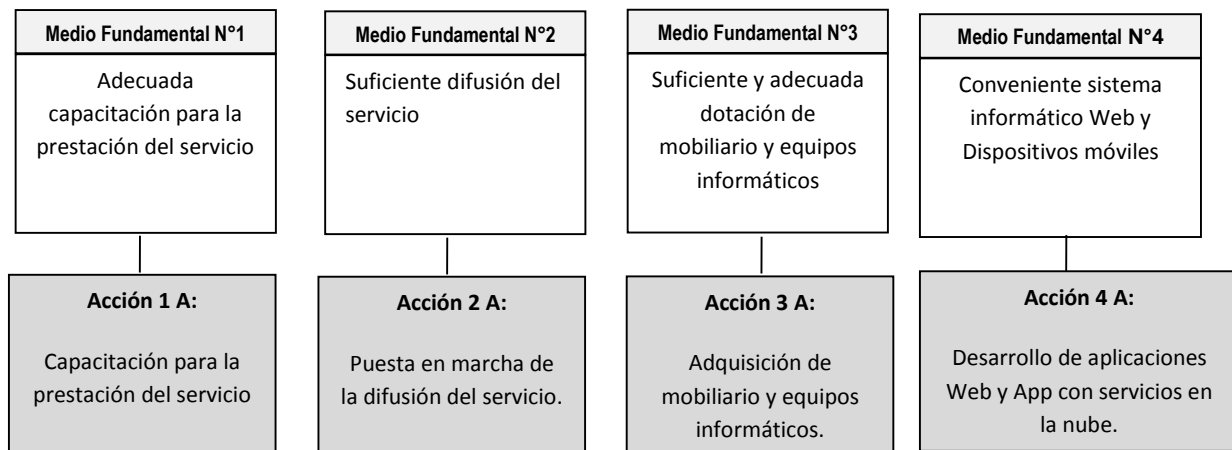 Medio Fundamental N°1
Adecuada
capacitación para la
prestación del servicio
Acción 1 A:
Capacitación para la
prestación del servicio
Medio Fundamental N°2
Suficiente difusión del
servicio
Acción 2 A:
Puesta en marcha de
la difusión del servicio.
Medio Fundamental N°3
Suficiente y adecuada
dotación de
mobiliario y equipos
informáticos
Acción 3 A:
Adquisición de
mobiliario y equipos
informáticos.
Medio Fundamental N°4
Conveniente sistema
informático Web y
Dispositivos móviles
Acción 4 A:
Desarrollo de aplicaciones
Web y App con servicios en
la nube.